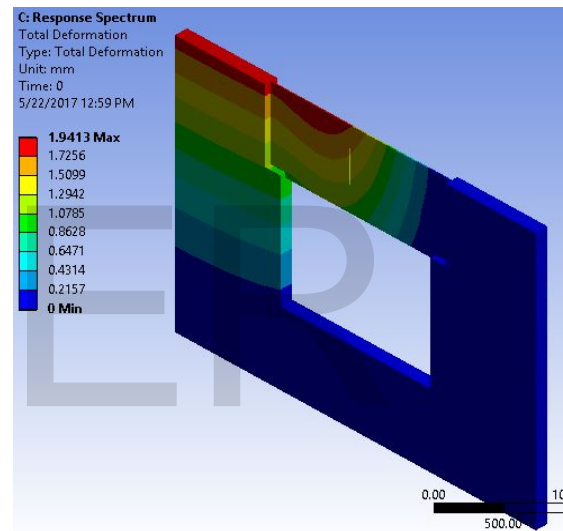 C: Response Spectrum
Total Deformation
Type: Total Deformation
Unit: mm
Time: 0
5/22/2017 12:59 PM
1.9413 Max
1.7256
1.5099
1.2942
1.0785
0.8628
0.6471
0.4314
0.2157
0 Min
ER
0.00
500.00